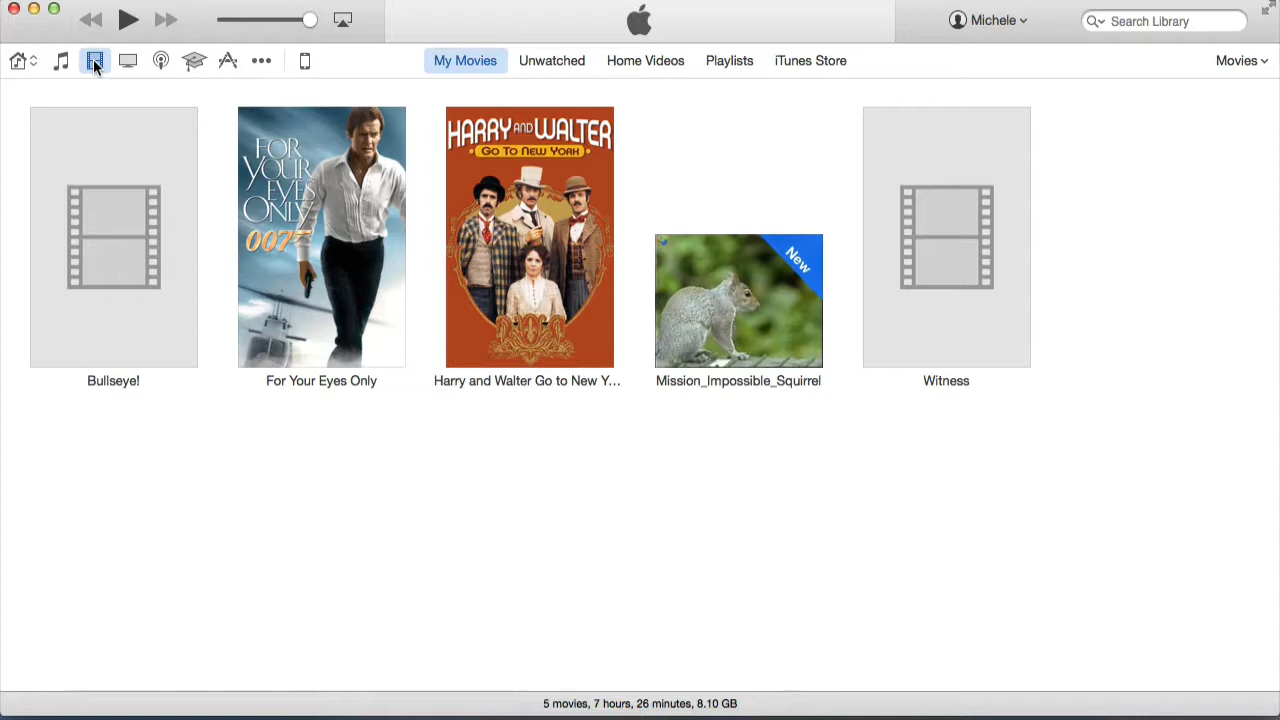 Michele
Search Library
My Movies
Unwatched
Home Videos
Playlists
iTunes Store
Movies
FOR
YOUR
EYES
ONLY
007
HARRY AND WALTER
GO TO NEW YORK
New
Bullseye!
For Your Eyes Only
Harry and Walter Go to New Y...
Mission_Impossible_Squirrel
Witness
5 movies, 7 hours, 26 minutes, 8.10 GB